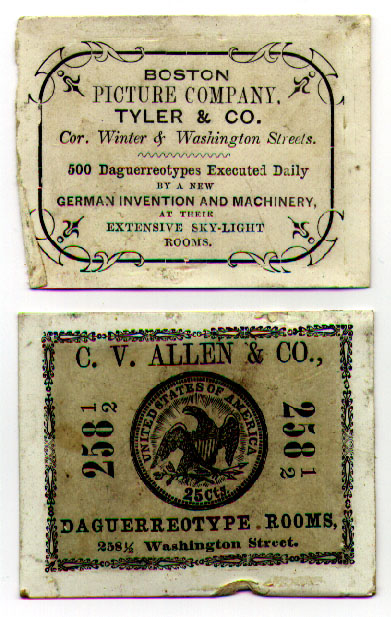 BOSTON
PICTURE COMPANY,
TYLER & CO.
Cor. Winter & Washington Streets.
500 Daguerreotypes Executed Daily
BY A NEW
GERMAN INVENTION AND MACHINERY,
AT THEIR
EXTENSIVE SKY-LIGHT
ROOMS.
C. V. ALLEN & CO.,
258 1/2
UNITED STATES OF AMERICA
25 Cts.
258 1/2
DAGUERREOTYPE ROOMS,
258½ Washington Street.